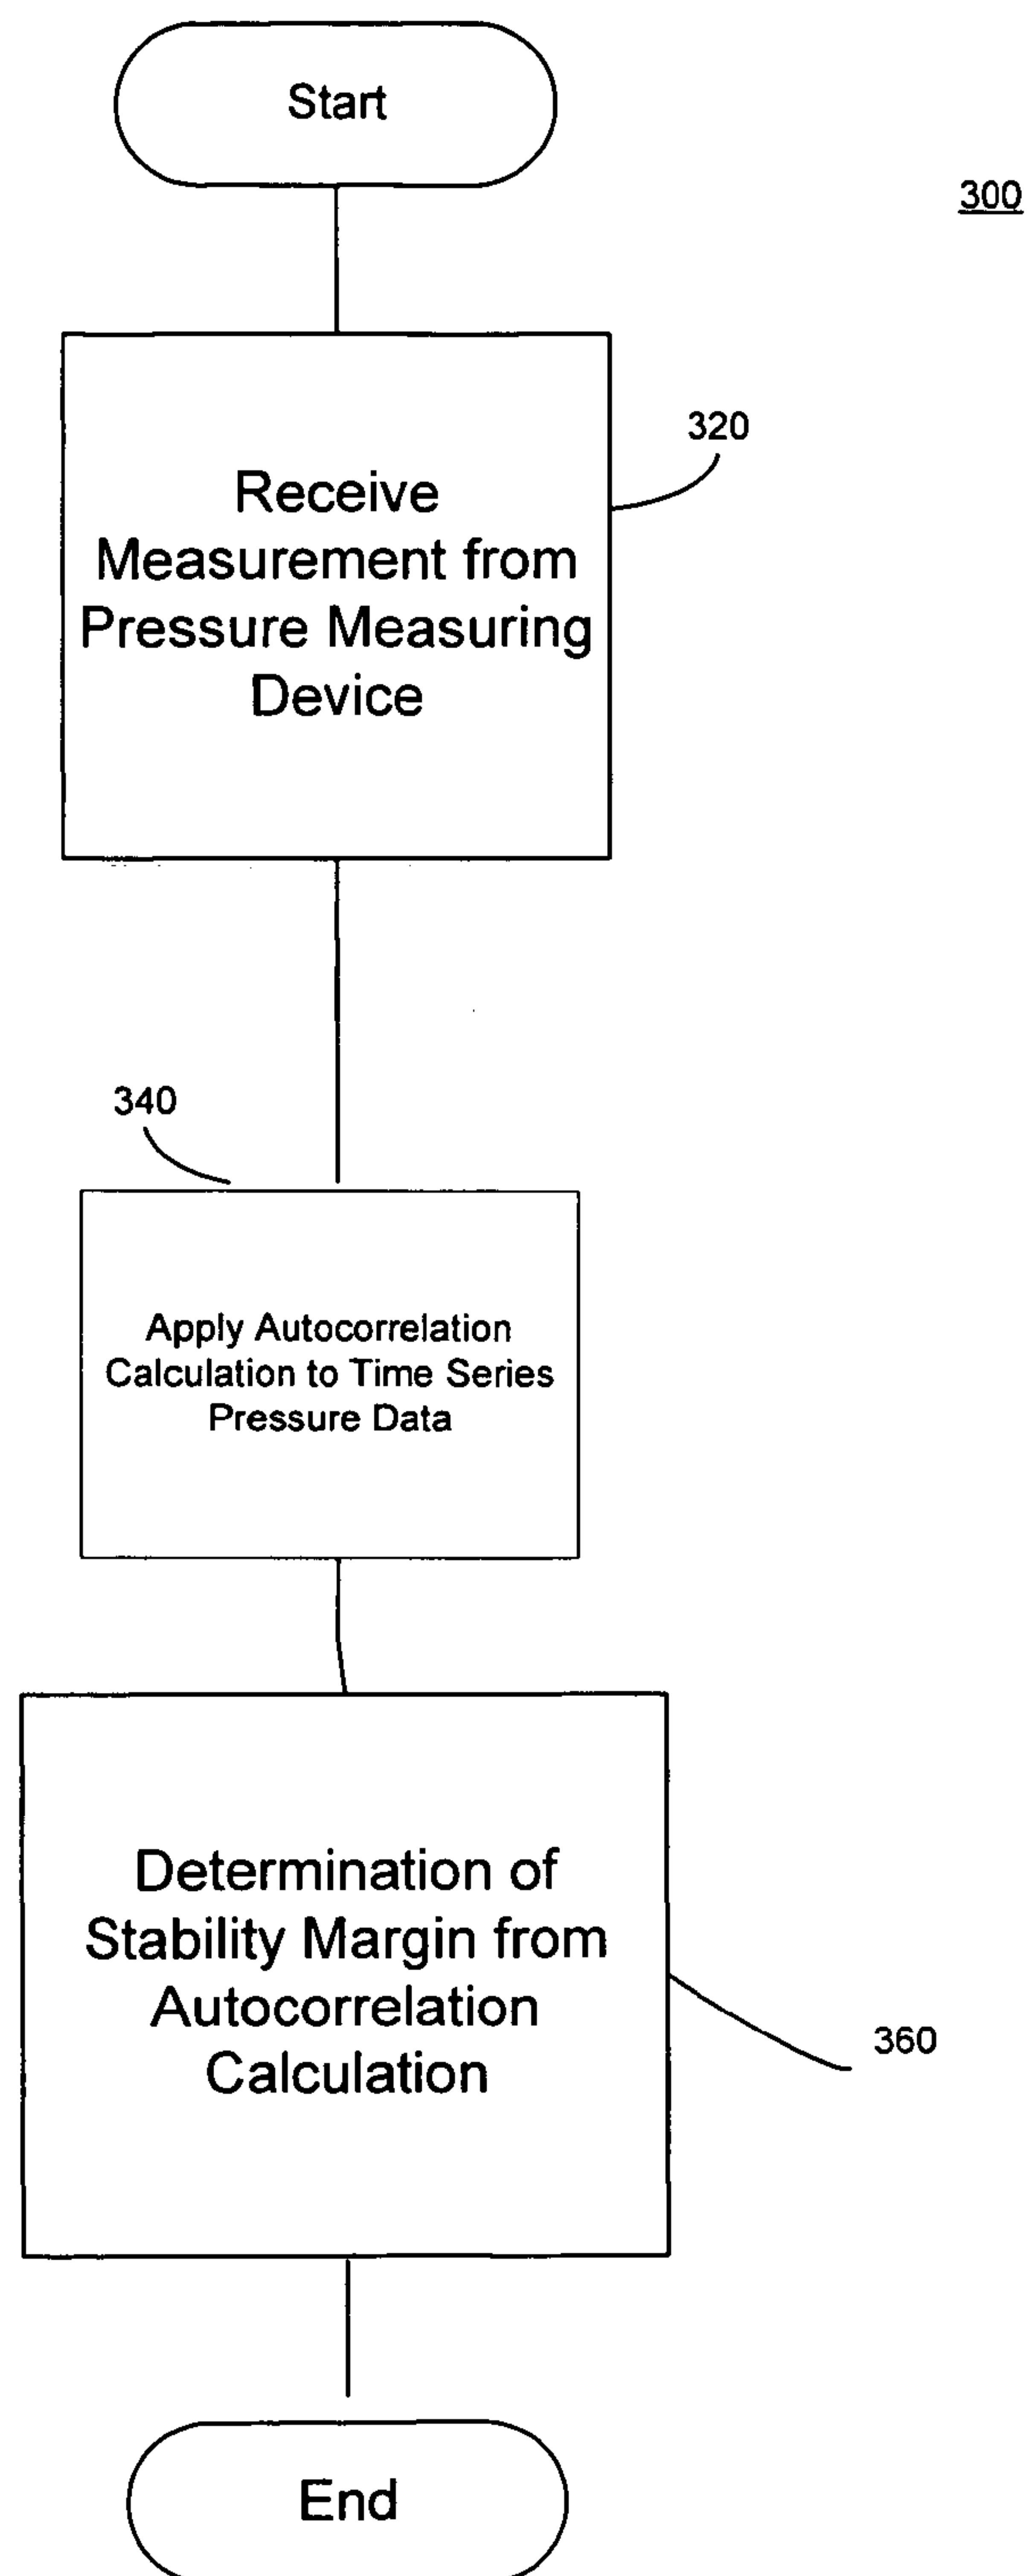 Start
300
320
Receive
Measurement from
Pressure Measuring
Device
340
Apply Autocorrelation
Calculation to Time Series
Pressure Data
Determination of
Stability Margin from
Autocorrelation
Calculation
360
End